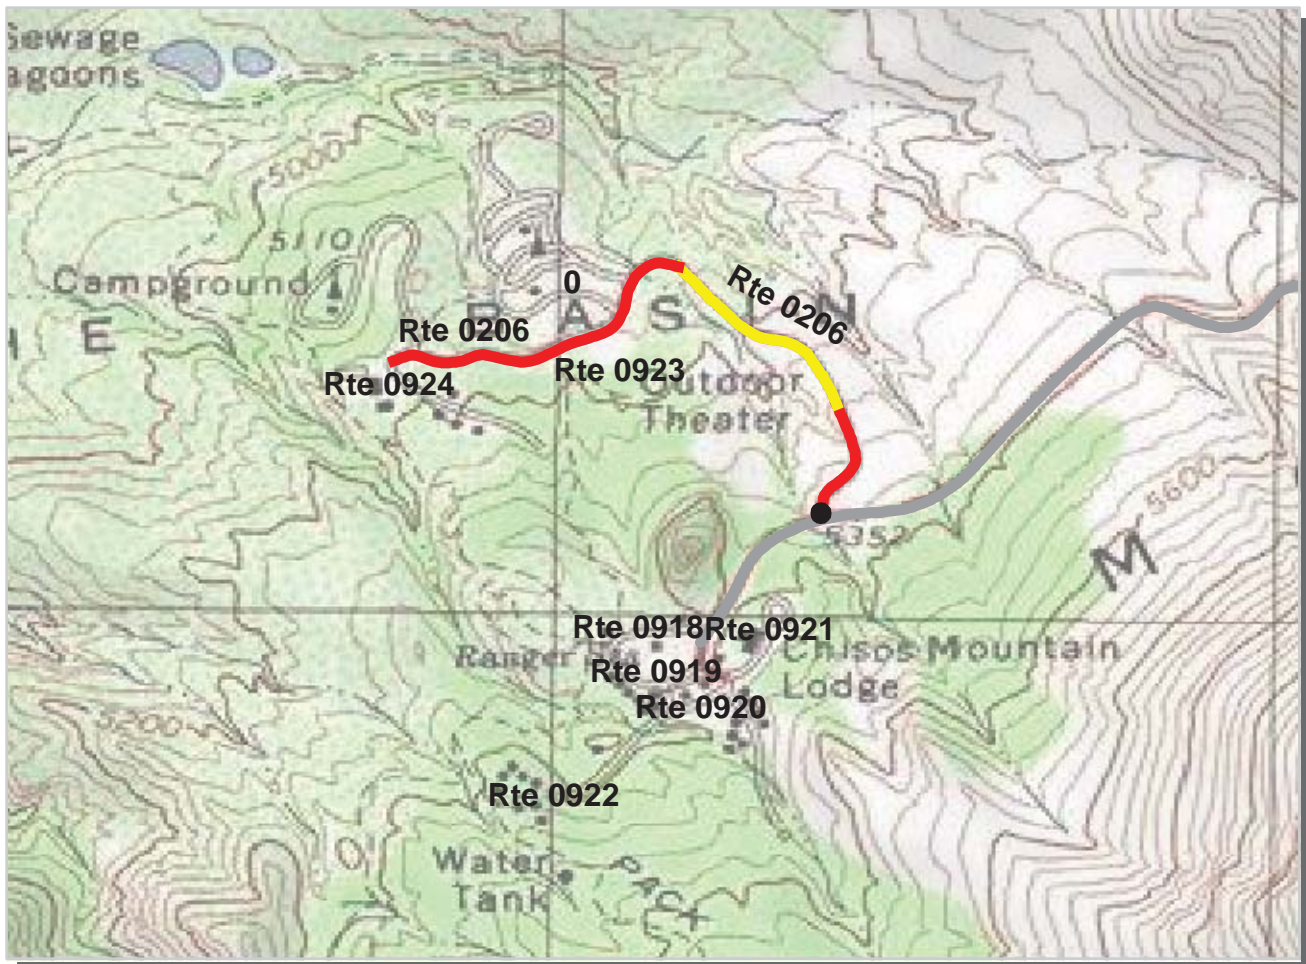 Sewage
agoons
5000
5110
Campground
0
Rte 0206
B A S I N
Rte 0206
H E
Rte 0923
Rte 0924
Outdoor
Theater
5600
5352
M
Rte 0918
Rte 0921
Ranger
Chisos Mountain
Rte 0919
Lodge
Rte 0920
5200
Rte 0922
Water
Tank
PACK